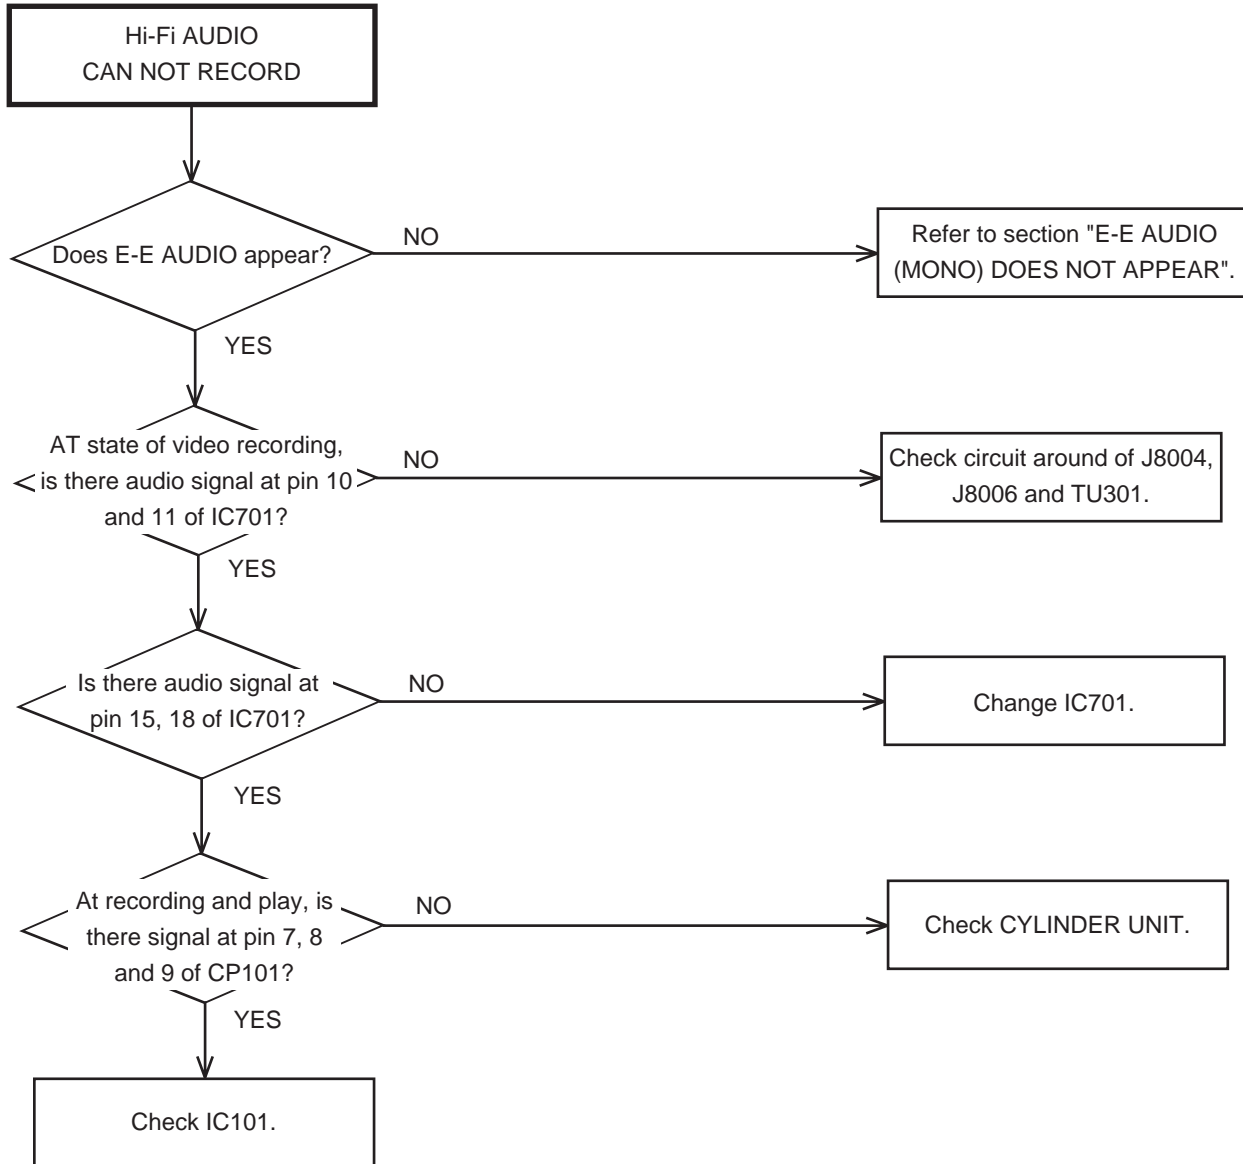 Hi-Fi AUDIO
CAN NOT RECORD
Does E-E AUDIO appear?
NO
Refer to section "E-E AUDIO
(MONO) DOES NOT APPEAR".
YES
AT state of video recording,
is there audio signal at pin 10
and 11 of IC701?
NO
Check circuit around of J8004,
J8006 and TU301.
YES
Is there audio signal at
pin 15, 18 of IC701?
NO
Change IC701.
YES
At recording and play, is
there signal at pin 7, 8
and 9 of CP101?
NO
Check CYLINDER UNIT.
YES
Check IC101.